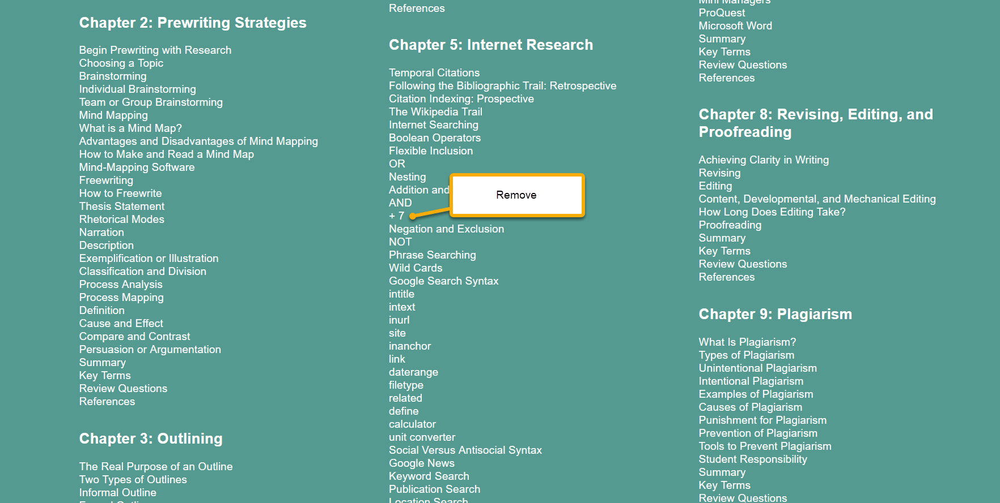 Chapter 2: Prewriting Strategies
Begin Prewriting with Research
Choosing a Topic
Brainstorming
Individual Brainstorming
Team or Group Brainstorming
Mind Mapping
What is a Mind Map?
Advantages and Disadvantages of Mind Mapping
How to Make and Read a Mind Map
Mind-Mapping Software
Freewriting
How to Freewrite
Thesis Statement
Rhetorical Modes
Narration
Description
Exemplification or Illustration
Classification and Division
Process Analysis
Process Mapping
Definition
Cause and Effect
Compare and Contrast
Persuasion or Argumentation
Summary
Key Terms
Review Questions
References
Chapter 3: Outlining
The Real Purpose of an Outline
Two Types of Outlines
Informal Outline
References
Chapter 5: Internet Research
Temporal Citations
Following the Bibliographic Trail: Retrospective
Citation Indexing: Prospective
The Wikipedia Trail
Internet Searching
Boolean Operators
Flexible Inclusion
OR
Nesting
Addition and
Remove
AND
+ 7
Negation and Exclusion
NOT
Phrase Searching
Wild Cards
Google Search Syntax
intitle
intext
inurl
site
inanchor
link
daterange
filetype
related
define
calculator
unit converter
Social Versus Antisocial Syntax
Google News
Keyword Search
Publication Search
Location Search
Mini Managers
ProQuest
Microsoft Word
Summary
Key Terms
Review Questions
References
Chapter 8: Revising, Editing, and
Proofreading
Achieving Clarity in Writing
Revising
Editing
Content, Developmental, and Mechanical Editing
How Long Does Editing Take?
Proofreading
Summary
Key Terms
Review Questions
References
Chapter 9: Plagiarism
What Is Plagiarism?
Types of Plagiarism
Unintentional Plagiarism
Intentional Plagiarism
Examples of Plagiarism
Causes of Plagiarism
Punishment for Plagiarism
Prevention of Plagiarism
Tools to Prevent Plagiarism
Student Responsibility
Summary
Key Terms
Review Questions